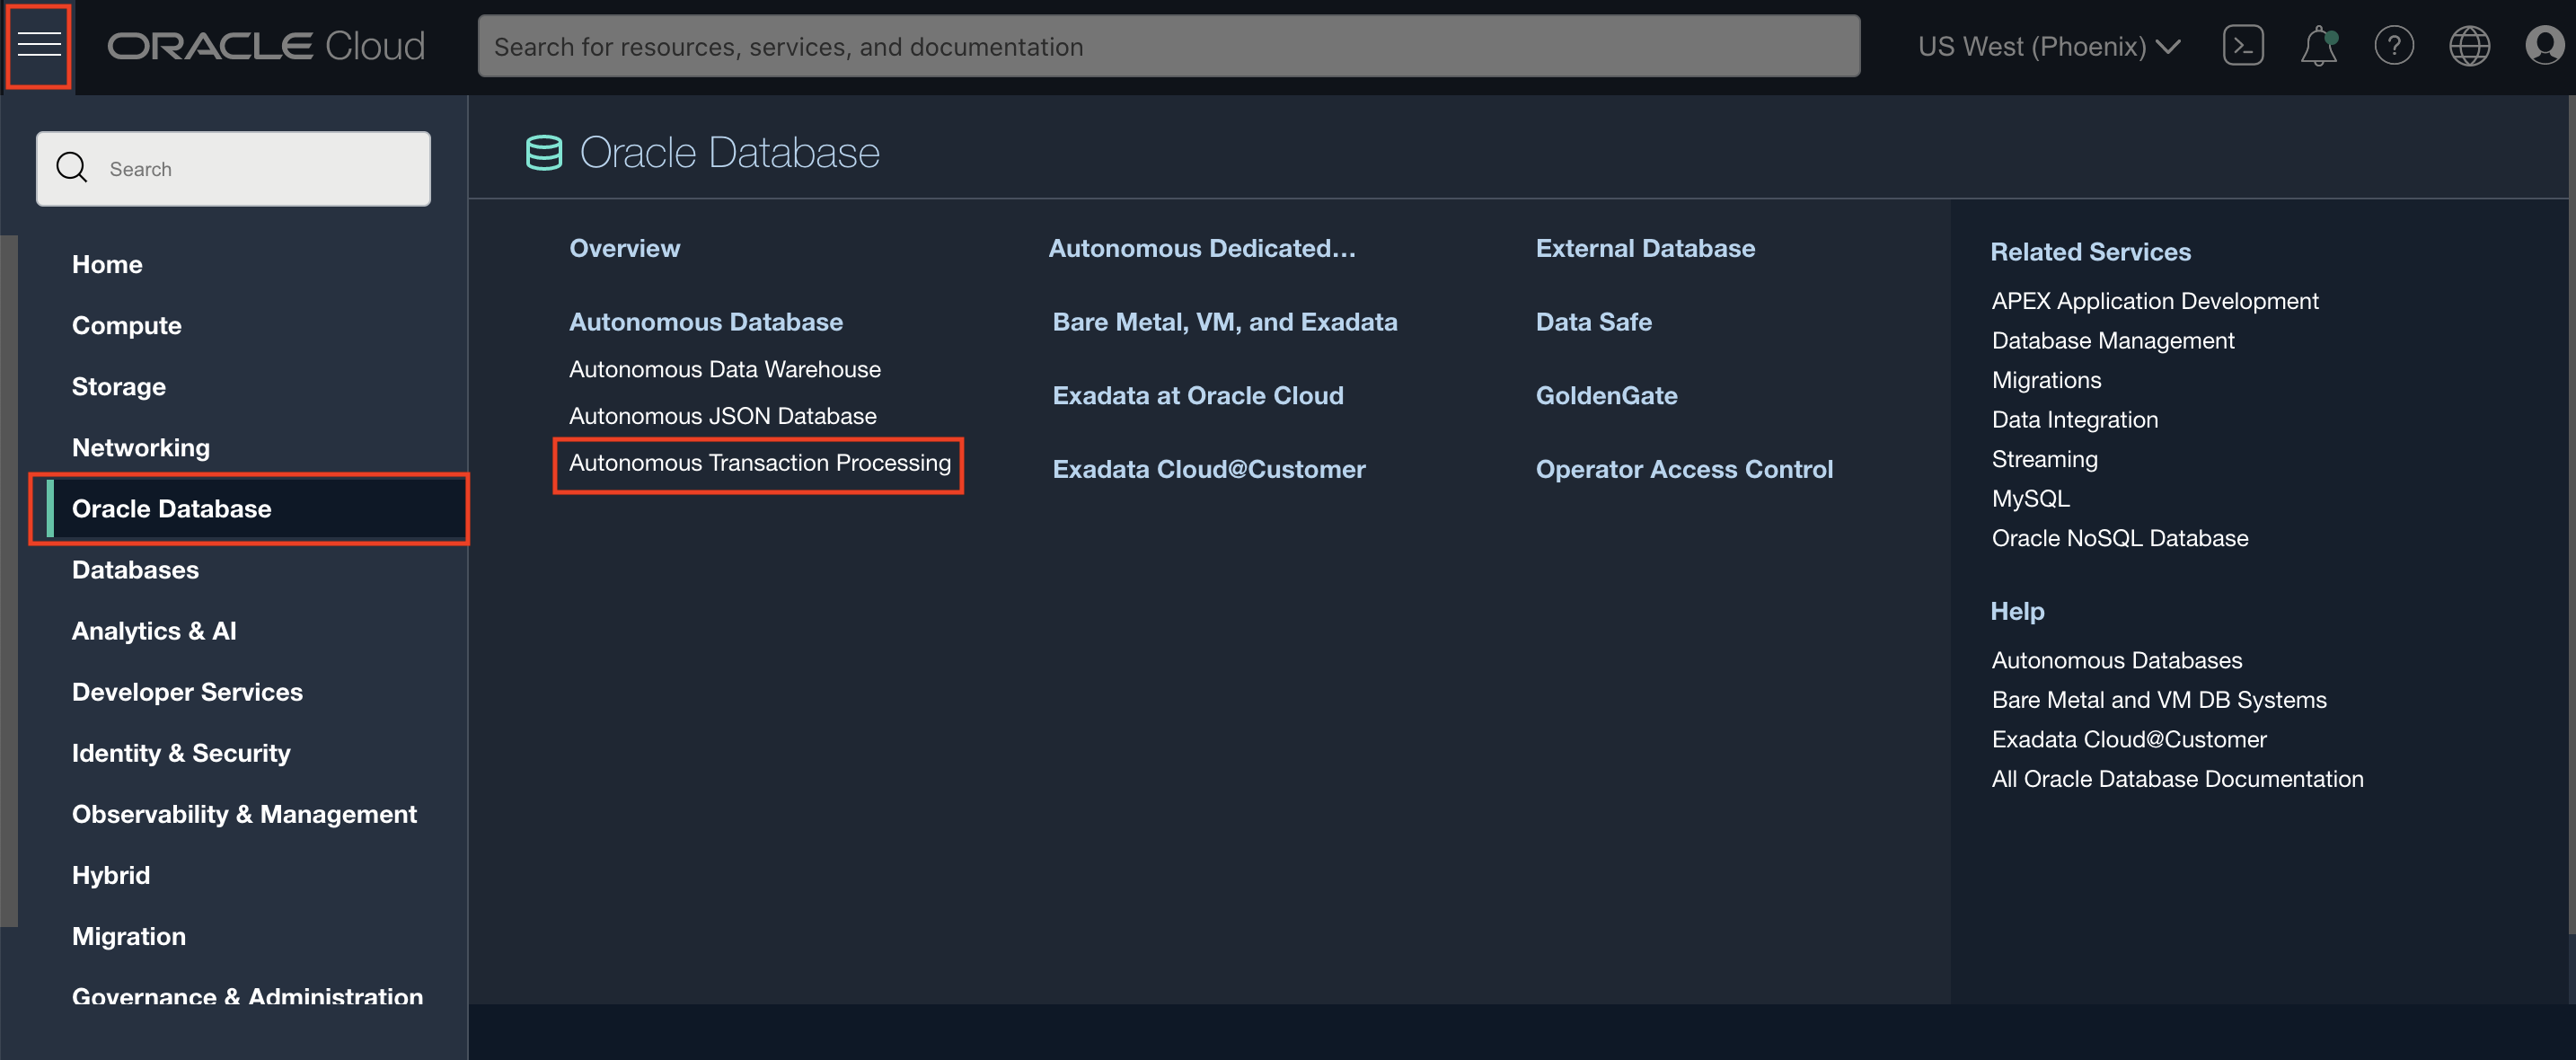 ORACLE Cloud
Search for resources, services, and documentation
US West (Phoenix)
Search
Home
Compute
Storage
Networking
Oracle Database
Databases
Analytics & AI
Developer Services
Identity & Security
Observability & Management
Hybrid
Migration
Governance & Administration
Oracle Database
Overview
Autonomous Database
Autonomous Data Warehouse
Autonomous JSON Database
Autonomous Transaction Processing
Autonomous Dedicated...
Bare Metal, VM, and Exadata
Exadata at Oracle Cloud
Exadata Cloud@Customer
External Database
Data Safe
GoldenGate
Operator Access Control
Related Services
APEX Application Development
Database Management
Migrations
Data Integration
Streaming
MySQL
Oracle NoSQL Database
Help
Autonomous Databases
Bare Metal and VM DB Systems
Exadata Cloud@Customer
All Oracle Database Documentation